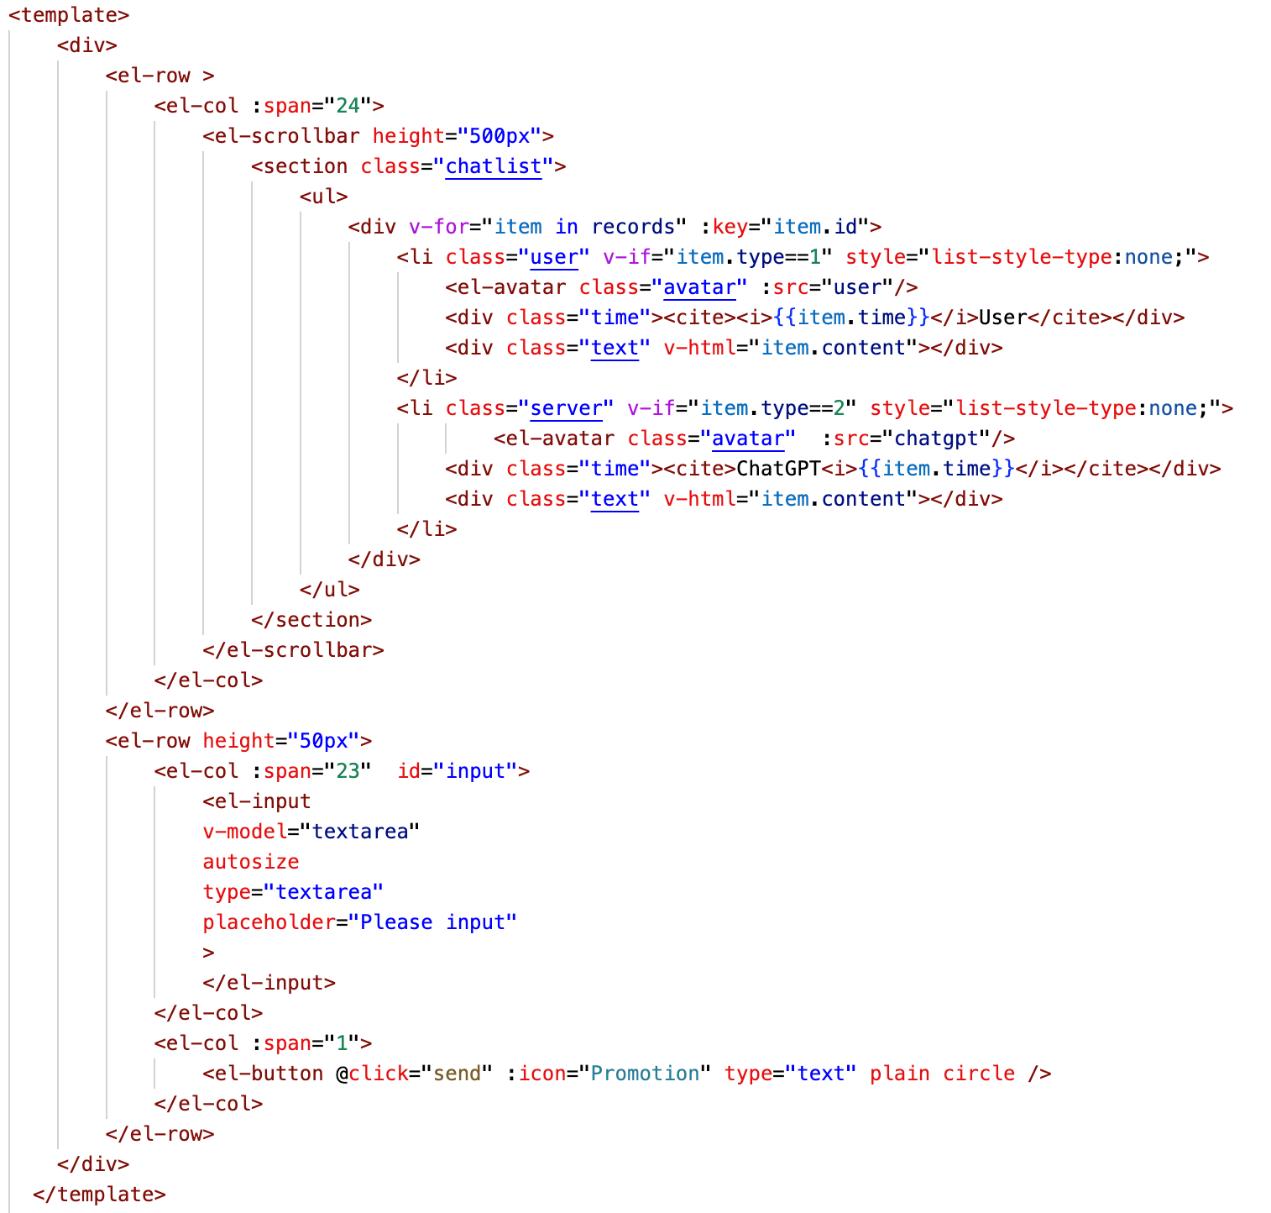 <template>
    <div>
        <el-row >
            <el-col :span="24">
                <el-scrollbar height="500px">
                    <section class="chatlist">
                        <ul>
                            <div v-for="item in records" :key="item.id">
                                <li class="user" v-if="item.type==1" style="list-style-type:none;">
                                    <el-avatar class="avatar" :src="user"/>
                                    <div class="time"><cite><i>{{item.time}}</i>User</cite></div>
                                    <div class="text" v-html="item.content"></div>
                                </li>
                                <li class="server" v-if="item.type==2" style="list-style-type:none;">
                                        <el-avatar class="avatar"  :src="chatgpt"/>
                                    <div class="time"><cite>ChatGPT<i>{{item.time}}</i></cite></div>
                                    <div class="text" v-html="item.content"></div>
                                </li>
                            </div>
                        </ul>
                    </section>
                </el-scrollbar>
            </el-col>
        </el-row>
        <el-row height="50px">
            <el-col :span="23"  id="input">
                <el-input
                v-model="textarea"
                autosize
                type="textarea"
                placeholder="Please input"
                >
                </el-input>
            </el-col>
            <el-col :span="1">
                <el-button @click="send" :icon="Promotion" type="text" plain circle />
            </el-col>
        </el-row>
    </div>
  </template>